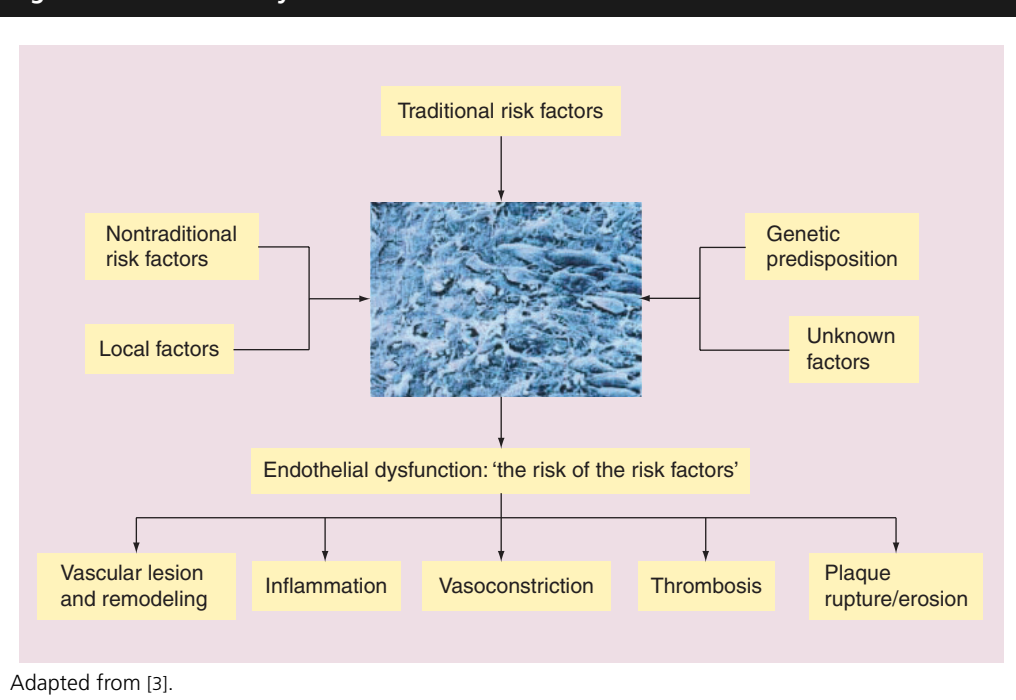 Traditional risk factors
Nontraditional
risk factors
Genetic
predisposition
Local factors
Unknown
factors
Endothelial dysfunction: ‘the risk of the risk factors’
Vascular lesion
and remodeling
Inflammation
Vasoconstriction
Thrombosis
Plaque
rupture/erosion
Adapted from [3].